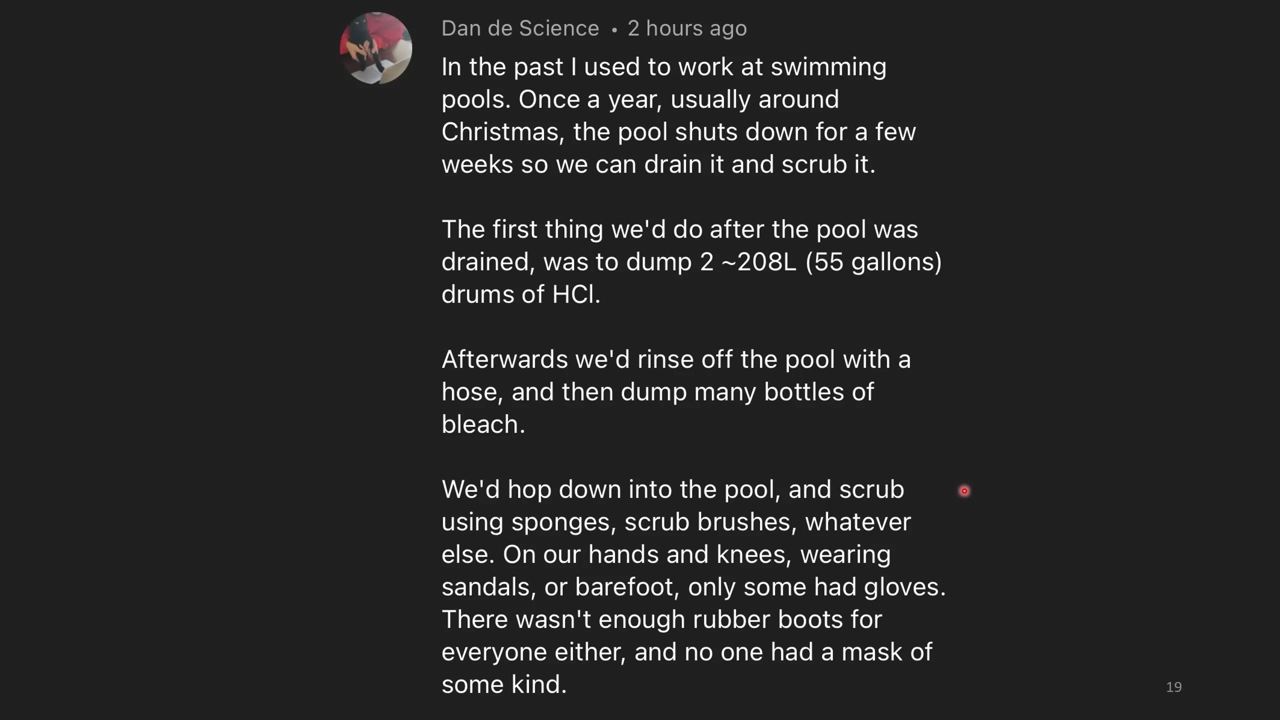 Dan de Science • 2 hours ago
In the past I used to work at swimming
pools. Once a year, usually around
Christmas, the pool shuts down for a few
weeks so we can drain it and scrub it.
The first thing we'd do after the pool was
drained, was to dump 2 ~208L (55 gallons)
drums of HCl.
Afterwards we'd rinse off the pool with a
hose, and then dump many bottles of
bleach.
We'd hop down into the pool, and scrub
using sponges, scrub brushes, whatever
else. On our hands and knees, wearing
sandals, or barefoot, only some had gloves.
There wasn't enough rubber boots for
everyone either, and no one had a mask of
some kind.
19